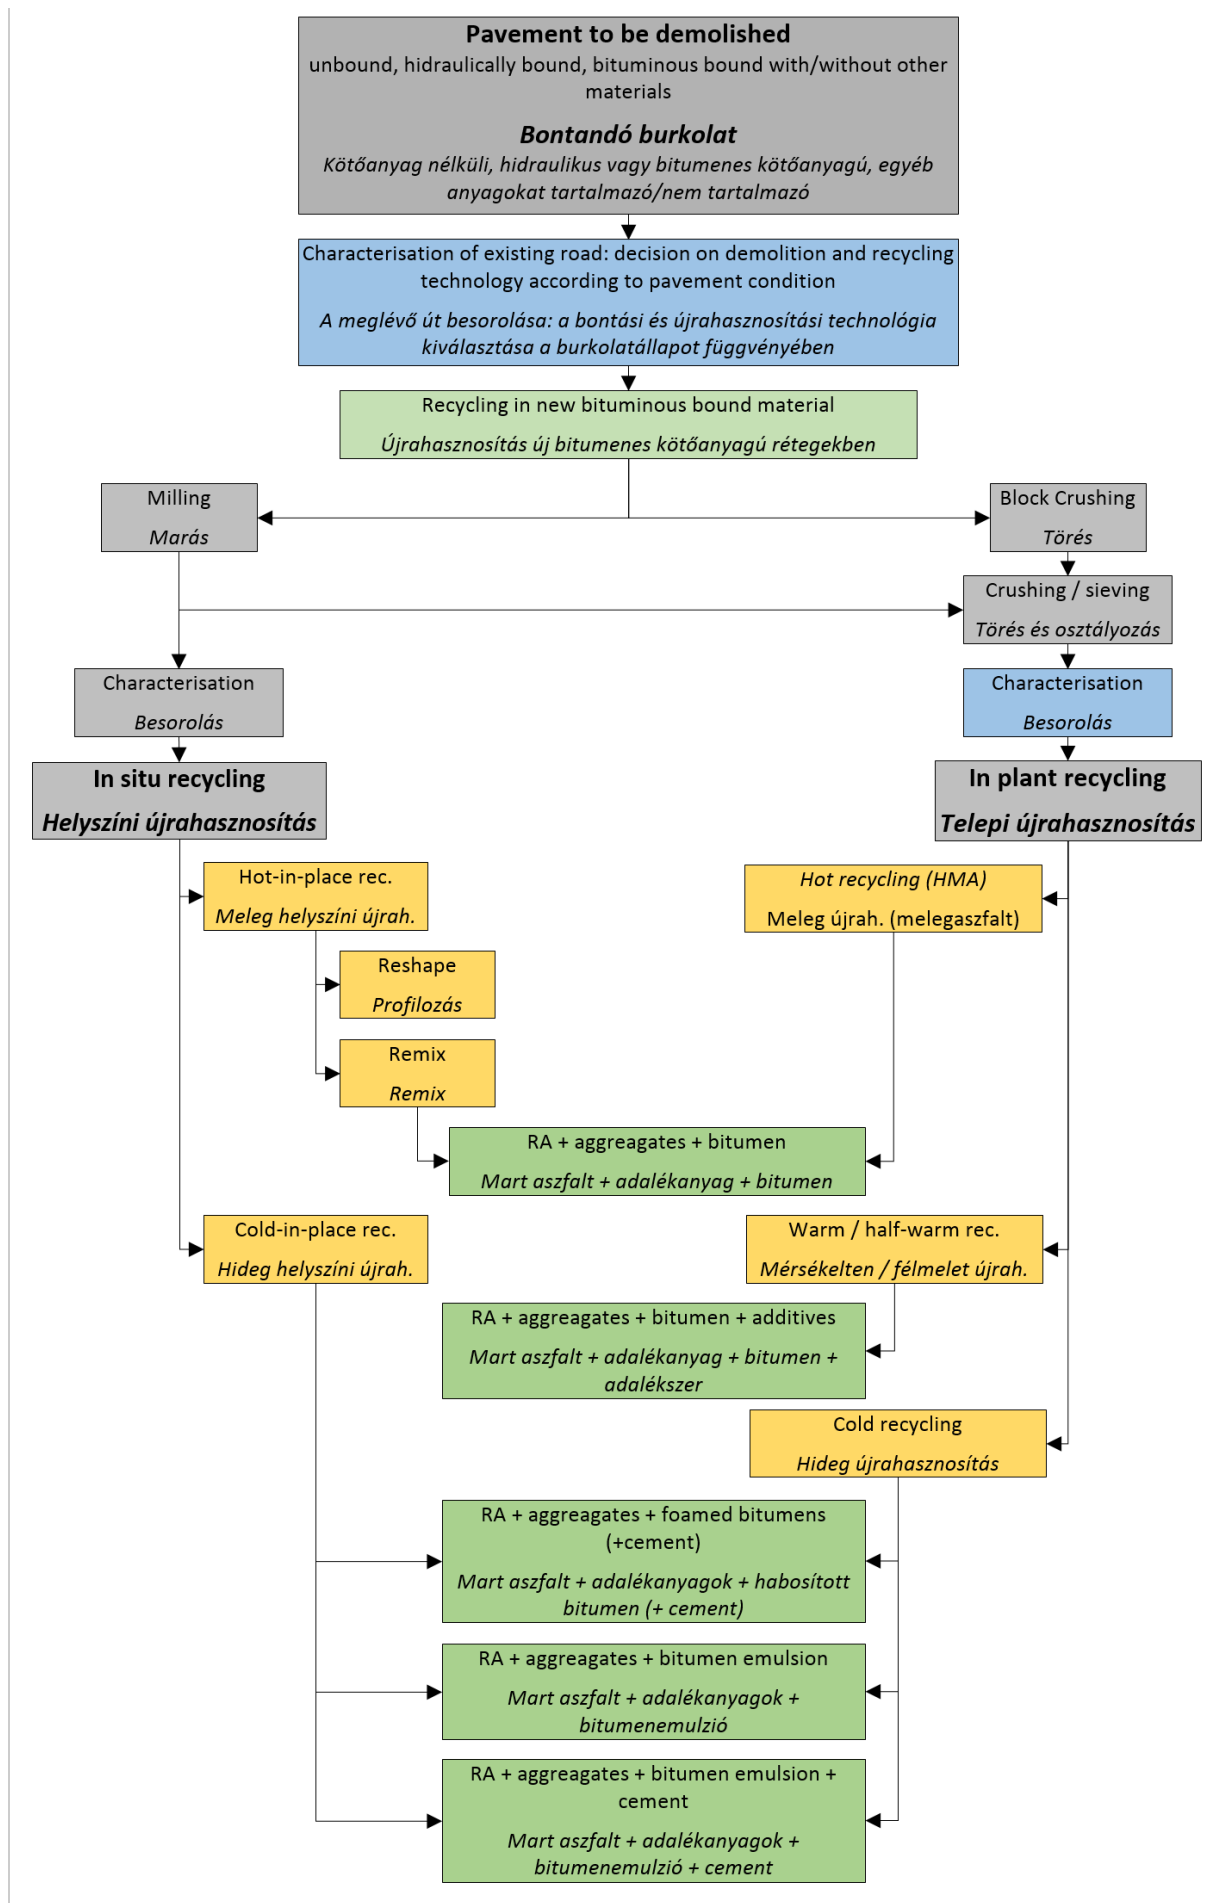 Pavement to be demolished
unbound, hidraulically bound, bituminous bound with/without other
materials
Bontandó burkolat
Kötőanyag nélküli, hidraulikus vagy bitumenes kötőanyagú, egyéb
anyagokat tartalmazó/nem tartalmazó
Characterisation of existing road: decision on demolition and recycling
technology according to pavement condition
A meglévő út besorolása: a bontási és újrahasznosítási technológia
kiválasztása a burkolatállapot függvényében
Recycling in new bituminous bound material
Újrahasznosítás új bitumenes kötőanyagú rétegekben
Milling
Marás
Block Crushing
Törés
Crushing / sieving
Törés és osztályozás
Characterisation
Besorolás
Characterisation
Besorolás
In situ recycling
Helyszíni újrahasznosítás
In plant recycling
Telepi újrahasznosítás
Hot-in-place rec.
Meleg helyszíni újrah.
Hot recycling (HMA)
Meleg újrah. (melegaszfalt)
Reshape
Profilozás
Remix
Remix
RA + aggreagates + bitumen
Mart aszfalt + adalékanyag + bitumen
Cold-in-place rec.
Hideg helyszíni újrah.
Warm / half-warm rec.
Mérsékelten / félmelet újrah.
RA + aggreagates + bitumen + additives
Mart aszfalt + adalékanyag + bitumen +
adalékszer
Cold recycling
Hideg újrahasznosítás
RA + aggreagates + foamed bitumens
(+cement)
Mart aszfalt + adalékanyagok + habosított
bitumen (+ cement)
RA + aggreagates + bitumen emulsion
Mart aszfalt + adalékanyagok +
bitumenemulzió
RA + aggreagates + bitumen emulsion +
cement
Mart aszfalt + adalékanyagok +
bitumenemulzió + cement